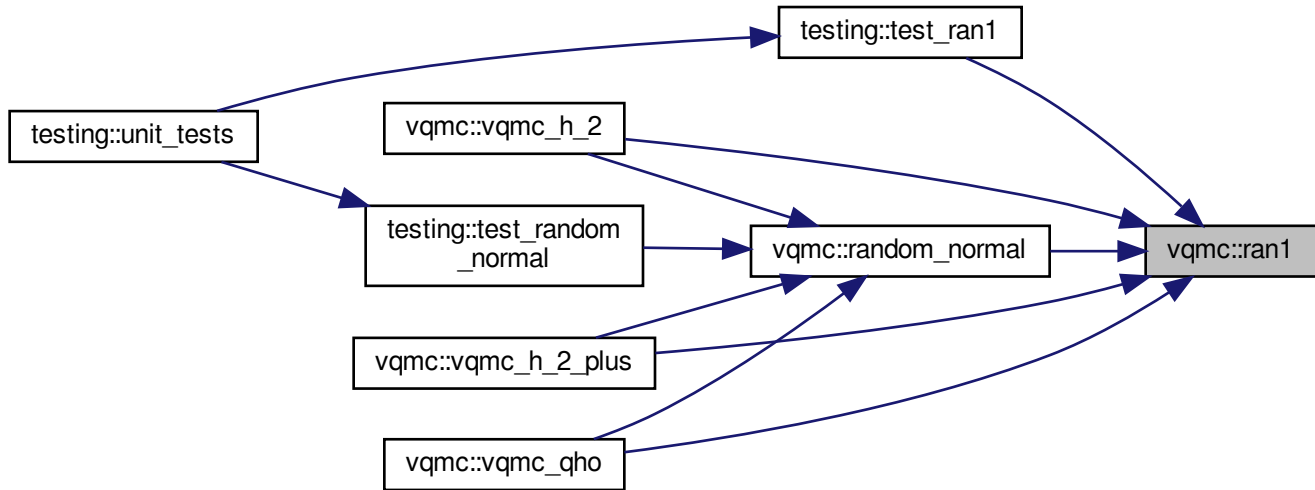 testing::test_ran1
testing::unit_tests
vqmc::vqmc_h_2
testing::test_random
_normal
vqmc::random_normal
vqmc::ran1
vqmc::vqmc_h_2_plus
vqmc::vqmc_qho